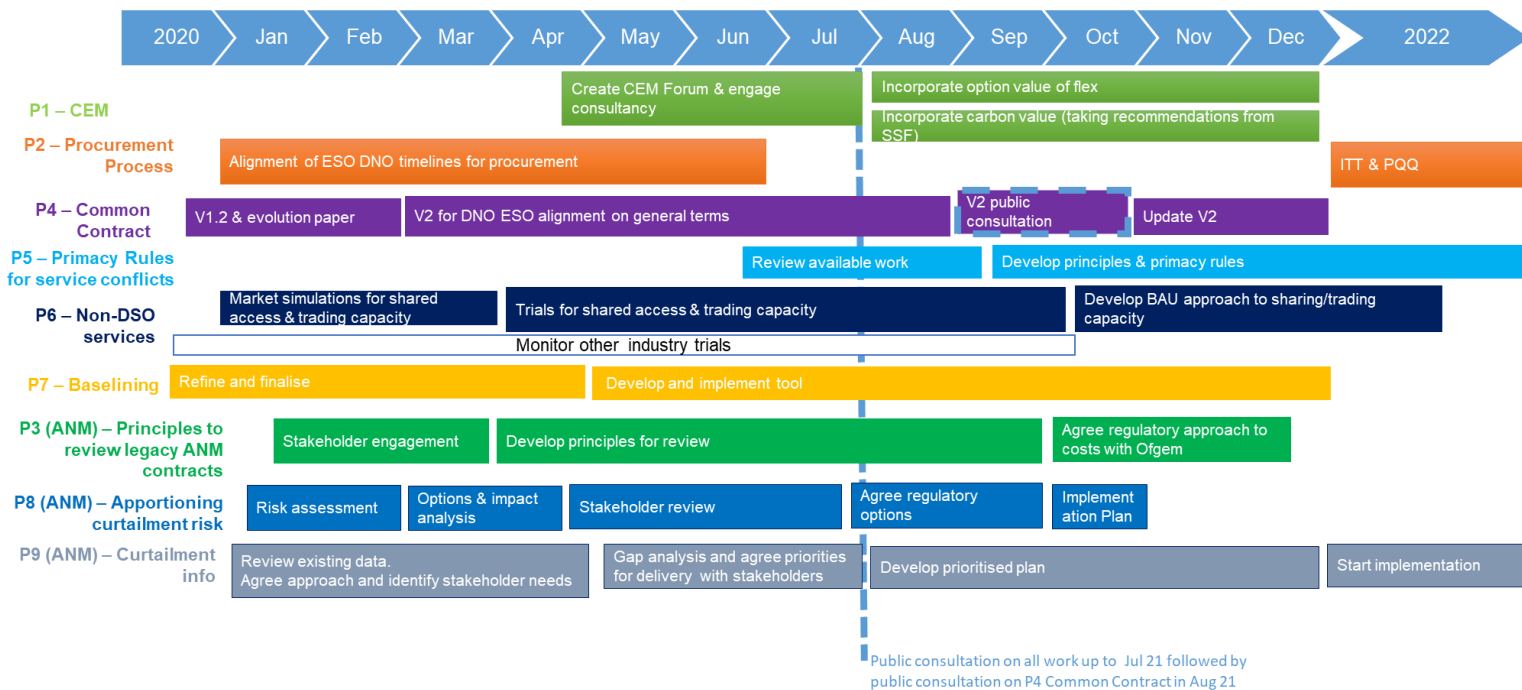 2020 Jan Feb Mar Apr May Jun Jul Aug Sep Oct Nov Dec 2022
P1 – CEM
Create CEM Forum & engage
consultancy
Incorporate option value of flex
Incorporate carbon value (taking recommendations from
SSF)
P2 – Procurement
Process
Alignment of ESO DNO timelines for procurement
ITT & PQQ
P4 – Common
Contract
V1.2 & evolution paper
V2 for DNO ESO alignment on general terms
V2 public
consultation
Update V2
P5 – Primacy Rules
for service conflicts
Review available work
Develop principles & primacy rules
P6 – Non-DSO
services
Market simulations for shared
access & trading capacity
Trials for shared access & trading capacity
Develop BAU approach to sharing/trading
capacity
Monitor other industry trials
P7 – Baselining
Refine and finalise
Develop and implement tool
P3 (ANM) – Principles to
review legacy ANM
contracts
Stakeholder engagement
Develop principles for review
Agree regulatory approach to
costs with Ofgem
P8 (ANM) – Apportioning
curtailment risk
Risk assessment
Options & impact
analysis
Stakeholder review
Agree regulatory
options
Implement
ation Plan
P9 (ANM) – Curtailment
info
Review existing data.
Agree approach and identify stakeholder needs
Gap analysis and agree priorities
for delivery with stakeholders
Develop prioritised plan
Start implementation
Public consultation on all work up to Jul 21 followed by
public consultation on P4 Common Contract in Aug 21